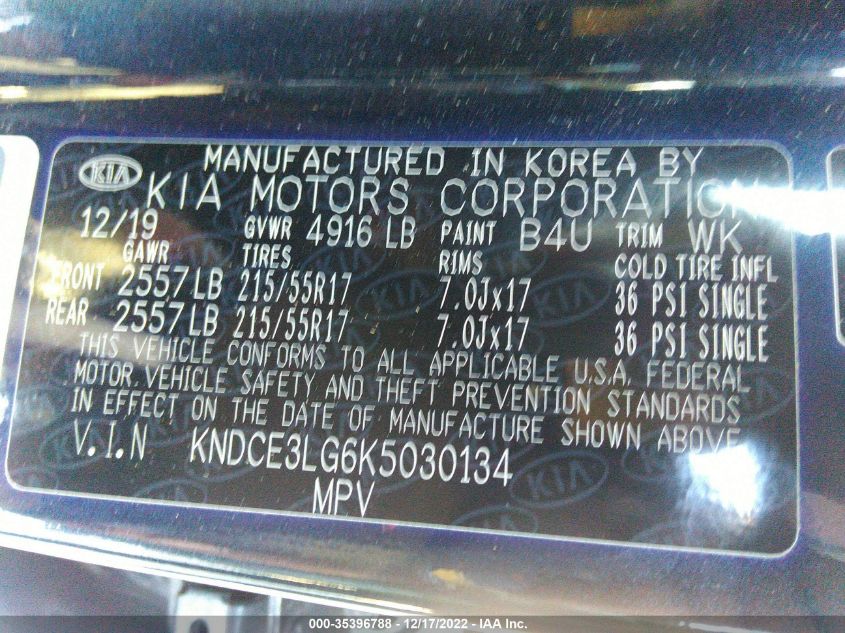 KIA MANUFACTURED IN KOREA BY
KIA MOTORS CORPORATION
12/19 GVWR 4916 LB PAINT B4U TRIM WK
GAWR TIRES RIMS COLD TIRE INFL
FRONT 2557LB 215/55R17 7.0Jx17 36 PSI SINGLE
REAR 2557LB 215/55R17 7.0Jx17 36 PSI SINGLE
THIS VEHICLE CONFORMS TO ALL APPLICABLE U.S.A. FEDERAL
MOTOR VEHICLE SAFETY AND THEFT PREVENTION STANDARDS
IN EFFECT ON THE DATE OF MANUFACTURE SHOWN ABOVE.
V.I.N KNDCE3LG6K5030134
MPV
000-35396788 - 12/17/2022 - IAA Inc.